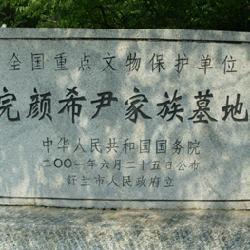 全国重点文物保护单位
完颜希尹家族墓地
中华人民共和国国务院
二〇〇一年六月二十五日公布
舒兰市人民政府立